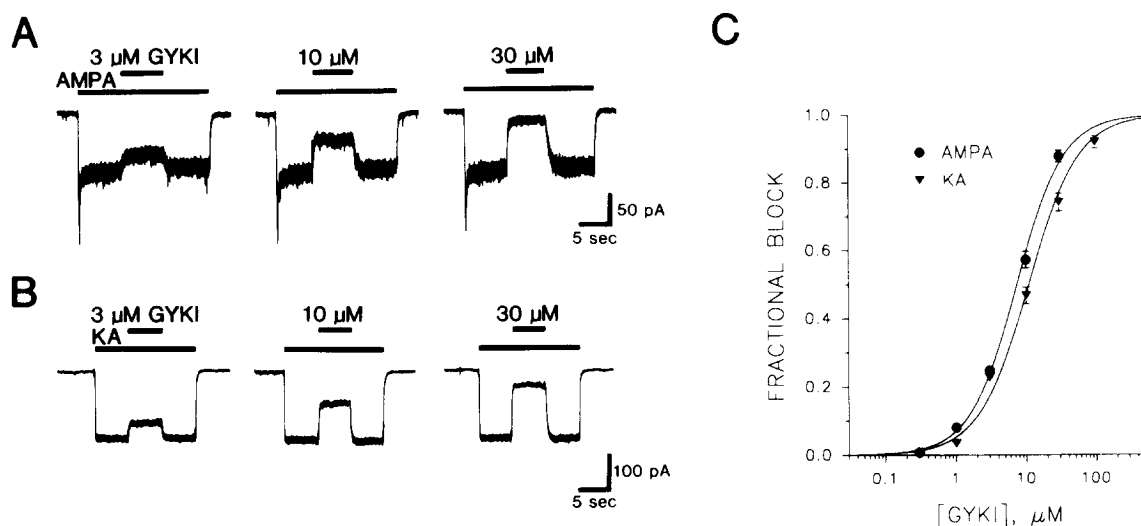 A
3 μM GYKI
10 μM
30 μM
AMPA
50 pA
5 sec
B
3 μM GYKI
10 μM
30 μM
KA
100 pA
5 sec
C
FRACTIONAL BLOCK
1.0
0.8
0.6
0.4
0.2
0.0
AMPA
KA
0.1 1 10 100
[GYKI], μM